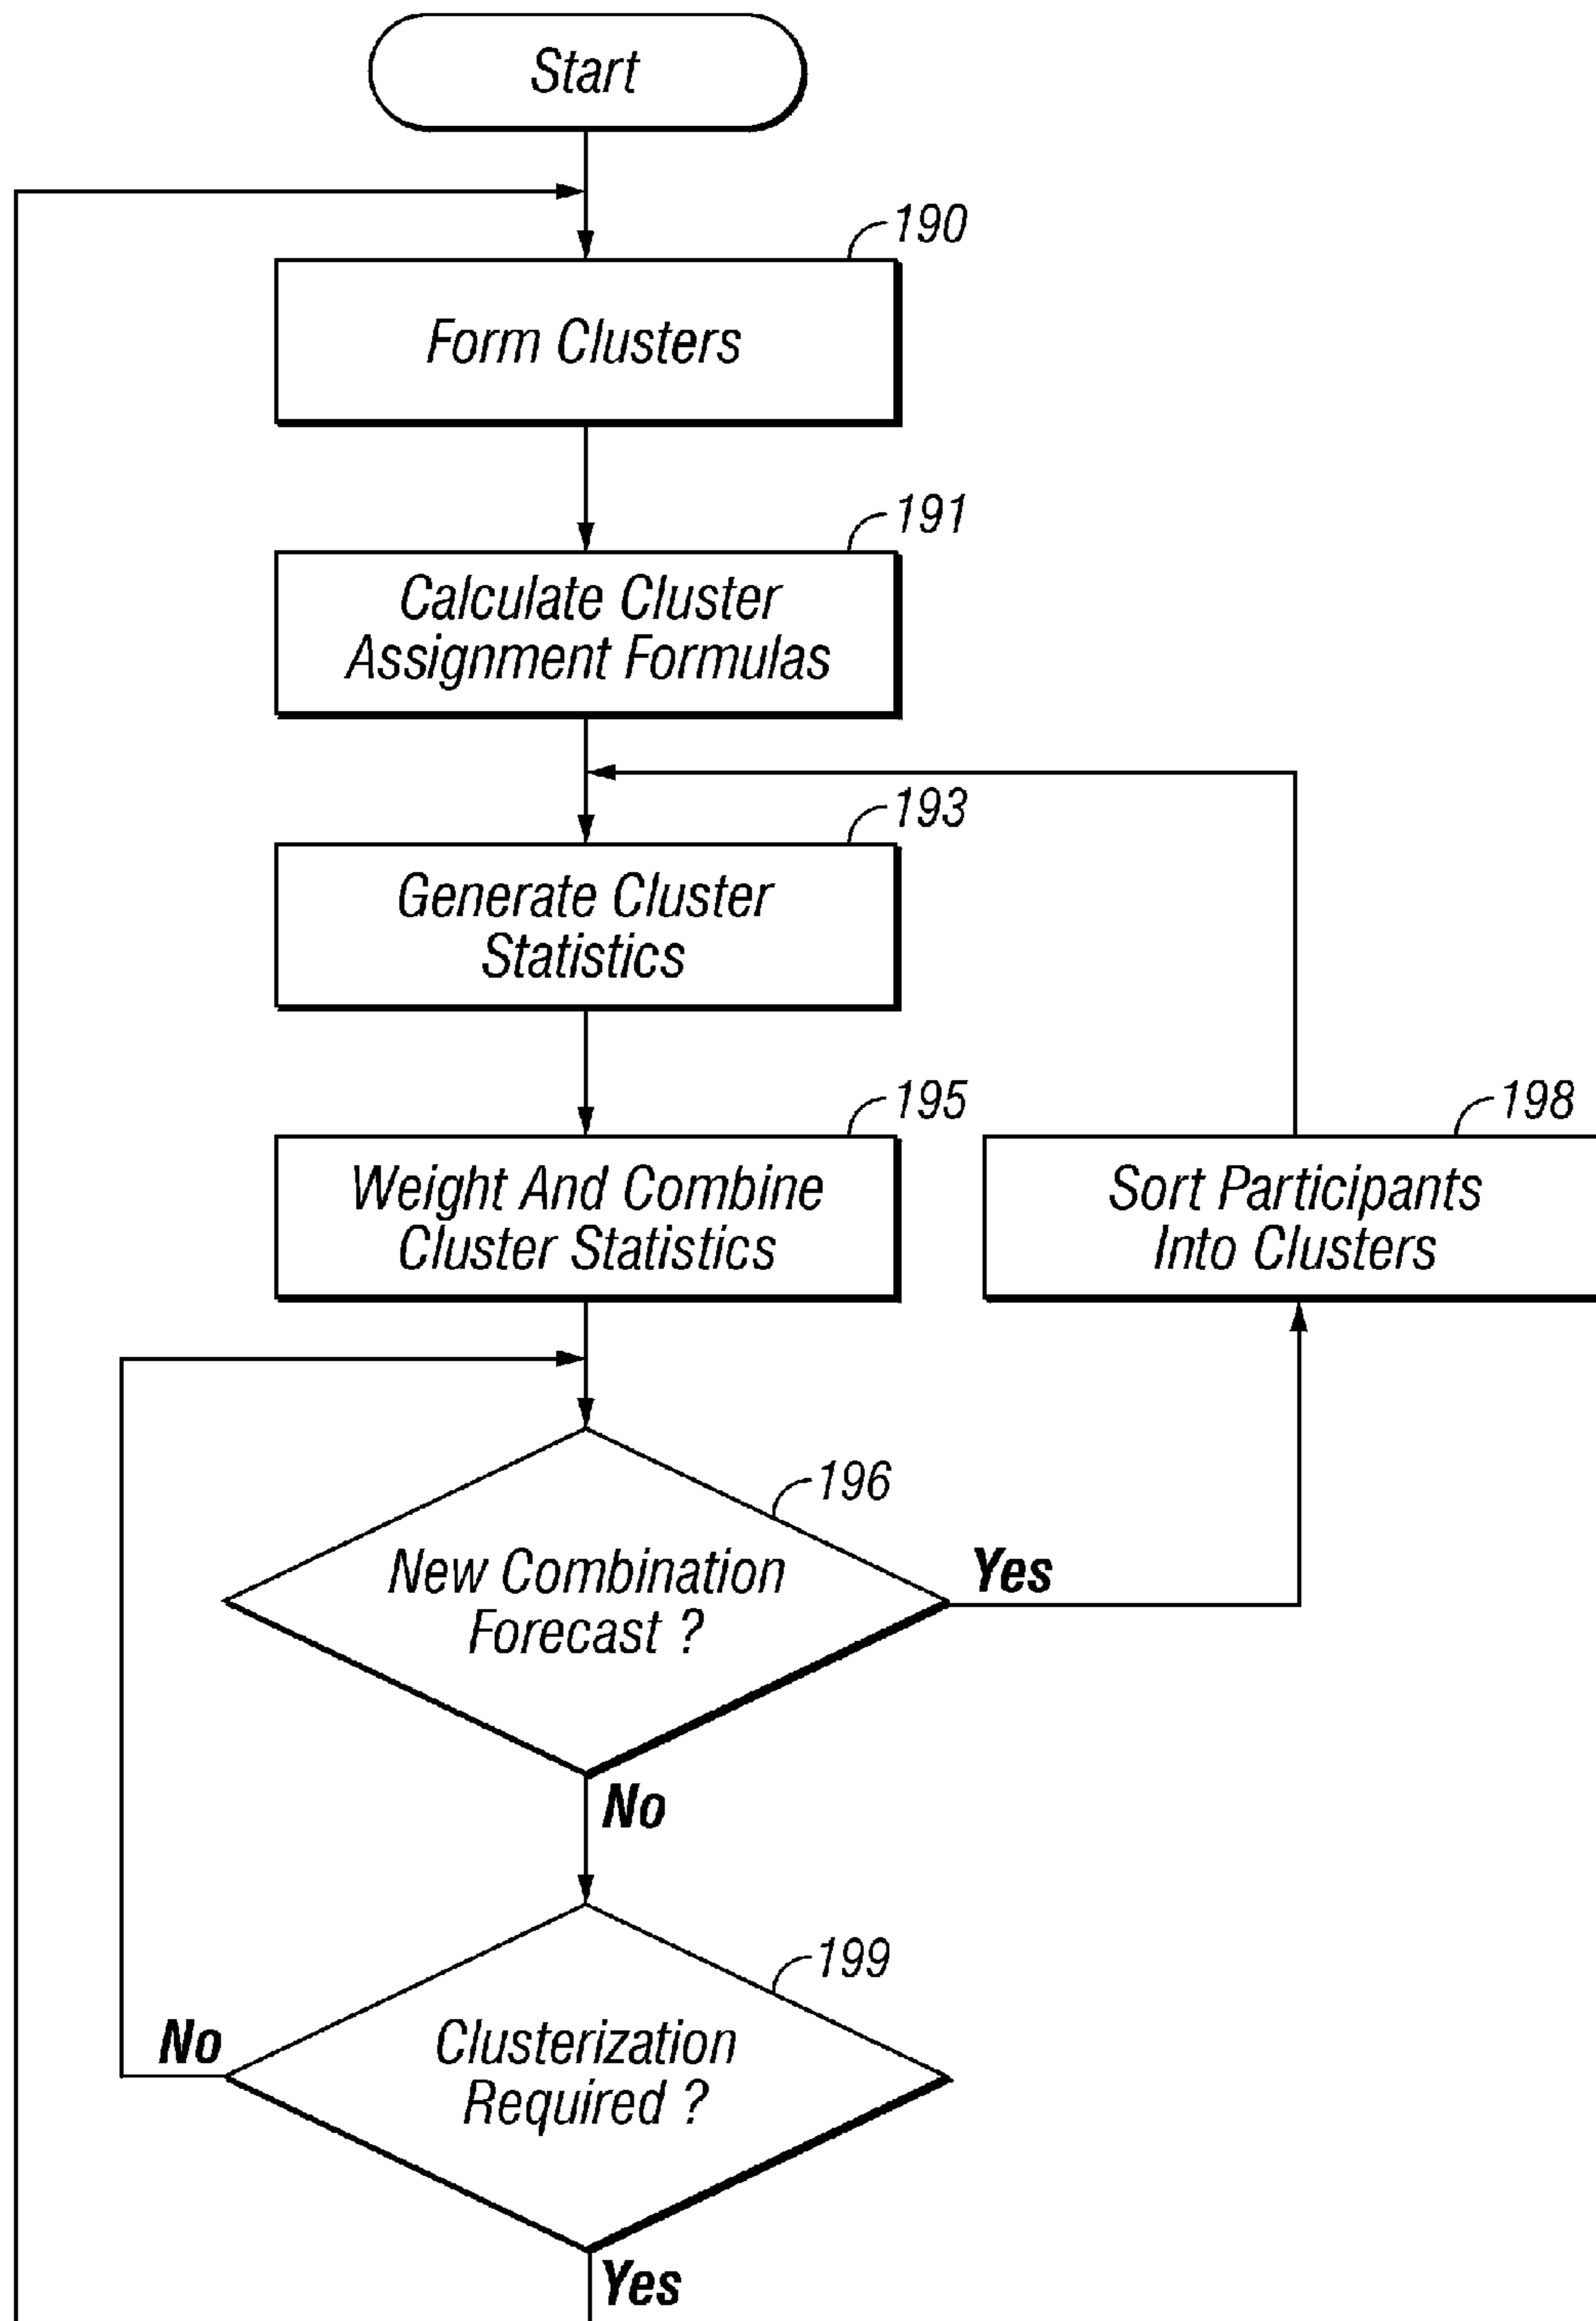 Start
190
Form Clusters
191
Calculate Cluster
Assignment Formulas
193
Generate Cluster
Statistics
195
Weight And Combine
Cluster Statistics
198
Sort Participants
Into Clusters
196
New Combination
Forecast ?
Yes
No
199
Clusterization
Required ?
No
Yes